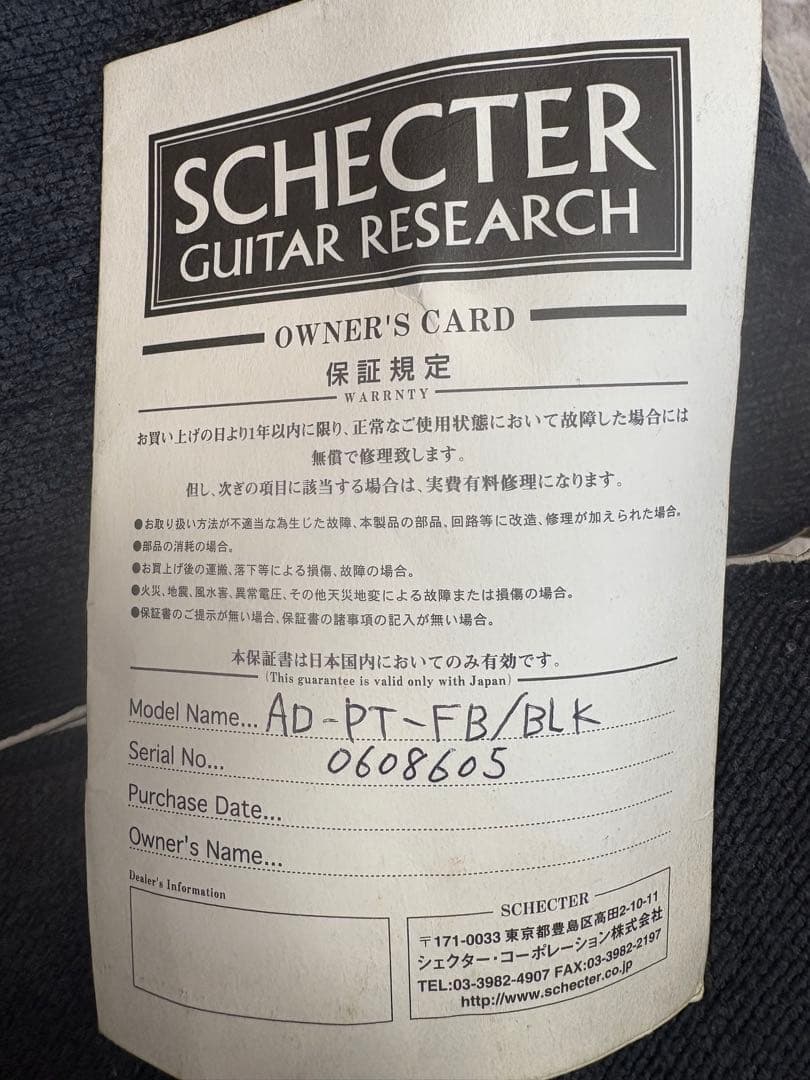 SCHECTER
GUITAR RESEARCH
OWNER'S CARD
保証規定
WARRNTY
お買い上げの日より1年以内に限り、正常なご使用状態において故障した場合には
無償で修理致します。
但し、次ぎの項目に該当する場合は、実費有料修理になります。
●お取り扱い方法が不適当な為生じた故障、本製品の部品、回路等に改造、修理が加えられた場合。
●部品の消耗の場合。
●お買上げ後の運搬、落下等による損傷、故障の場合。
●火災、地震、風水害、異常電圧、その他天災地変による故障または損傷の場合。
●保証書のご提示が無い場合、保証書の諸事項の記入が無い場合。
本保証書は日本国内においてのみ有効です。
(This guarantee is valid only with Japan)
Model Name... AD-PT-FB/BLK
Serial No... 0608605
Purchase Date...
Owner's Name...
Dealer's Information
SCHECTER
〒171-0033 東京都豊島区高田2-10-11
シェクター・コーポレーション株式会社
TEL:03-3982-4907 FAX:03-3982-2197
http://www.schecter.co.jp